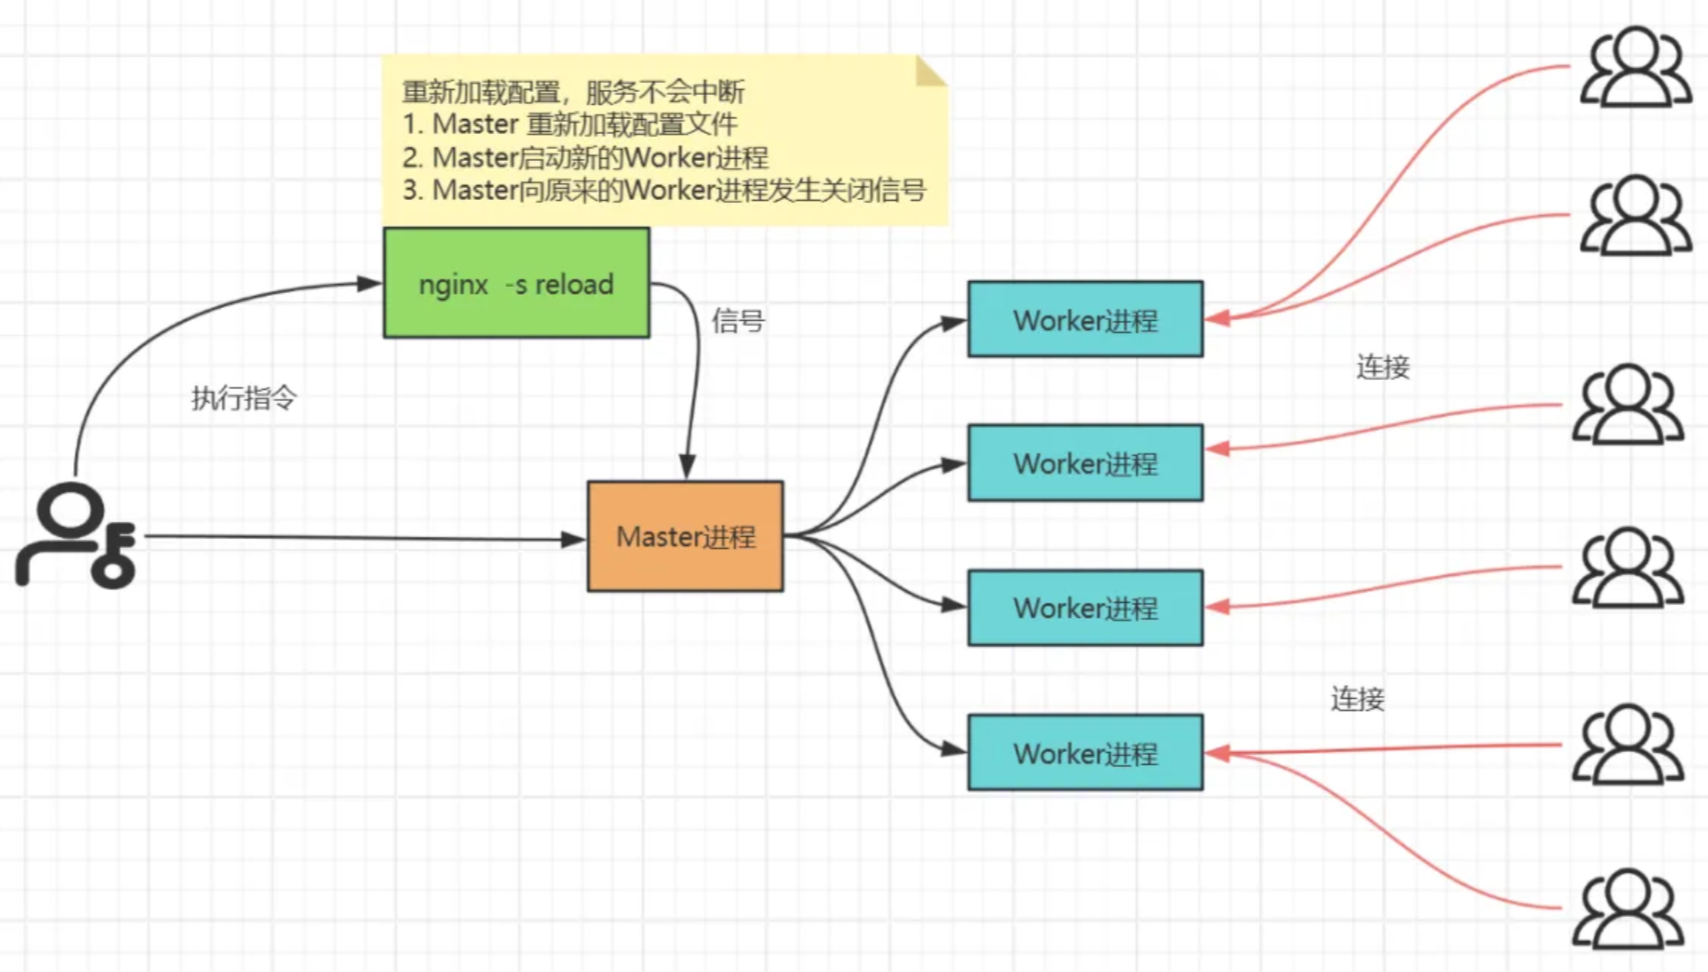 重新加载配置，服务不会中断
1. Master 重新加载配置文件
2. Master启动新的Worker进程
3. Master向原来的Worker进程发生关闭信号
nginx -s reload
信号
执行指令
Master进程
Worker进程
连接
Worker进程
Worker进程
连接
Worker进程